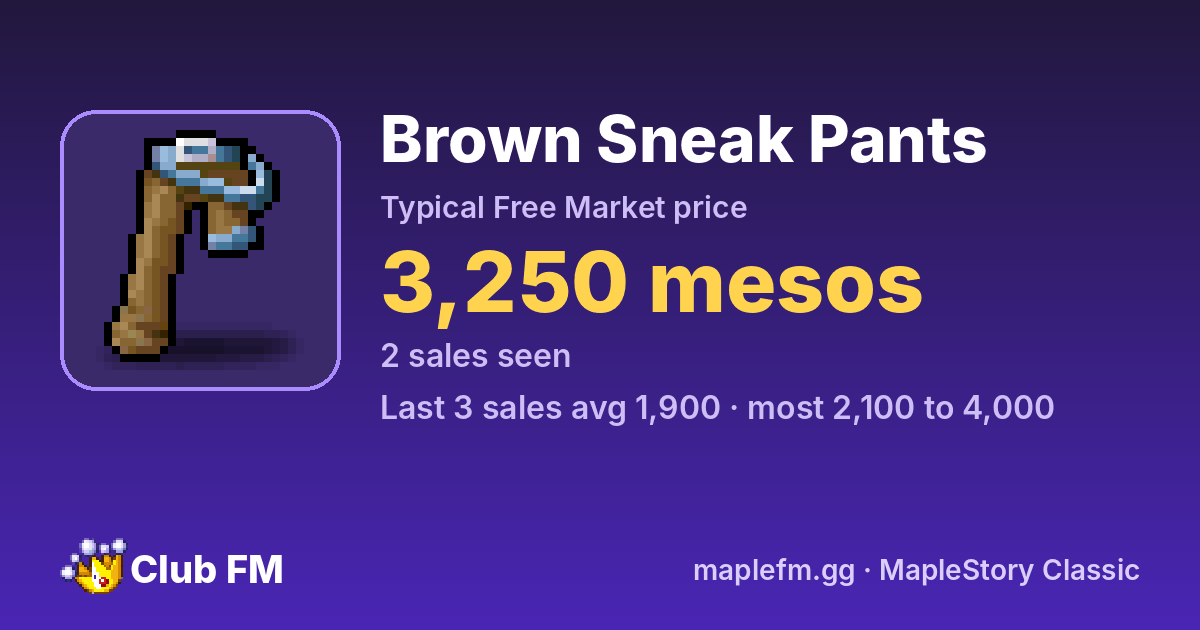 Brown Sneak Pants
Typical Free Market price
3,250 mesos
2 sales seen
Last 3 sales avg 1,900 · most 2,100 to 4,000
Club FM
maplefm.gg · MapleStory Classic